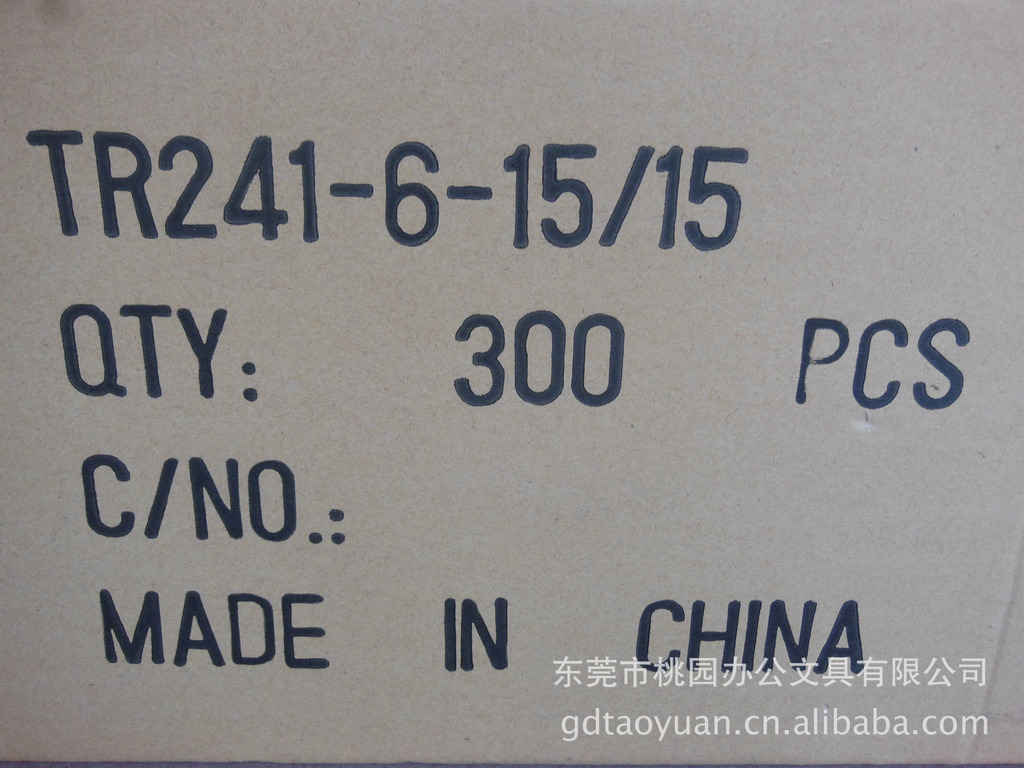 TR241-6-15/15
QTY: 300 PCS
C/NO.:
MADE IN CHINA
东莞市桃园办公文具有限公司
gdtaoyuan.cn.alibaba.com